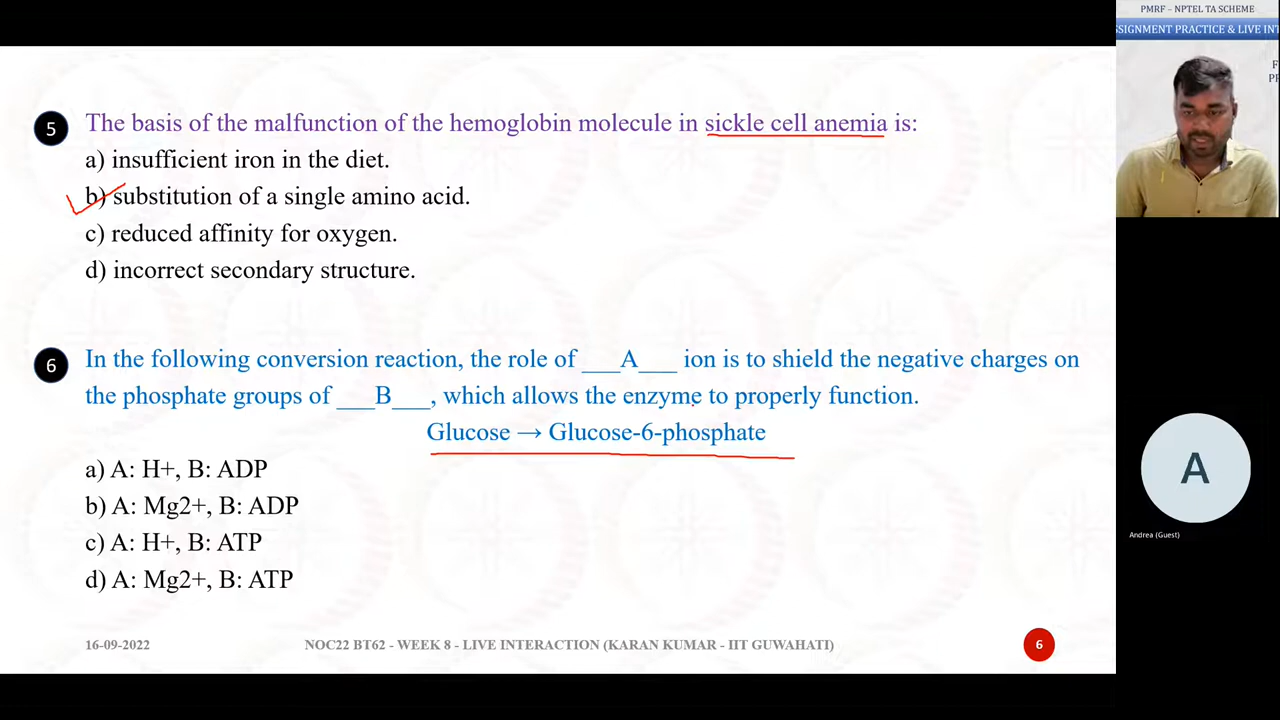 PMRF – NPTEL TA SCHEME
SSIGNMENT PRACTICE & LIVE INT
F
PR
5
The basis of the malfunction of the hemoglobin molecule in sickle cell anemia is:
a) insufficient iron in the diet.
b) substitution of a single amino acid.
c) reduced affinity for oxygen.
d) incorrect secondary structure.
6
In the following conversion reaction, the role of ___A___ ion is to shield the negative charges on
the phosphate groups of ___B___, which allows the enzyme to properly function.
Glucose → Glucose-6-phosphate
a) A: H+, B: ADP
b) A: Mg2+, B: ADP
c) A: H+, B: ATP
d) A: Mg2+, B: ATP
A
Andrea (Guest)
16-09-2022
NOC22 BT62 - WEEK 8 - LIVE INTERACTION (KARAN KUMAR - IIT GUWAHATI)
6